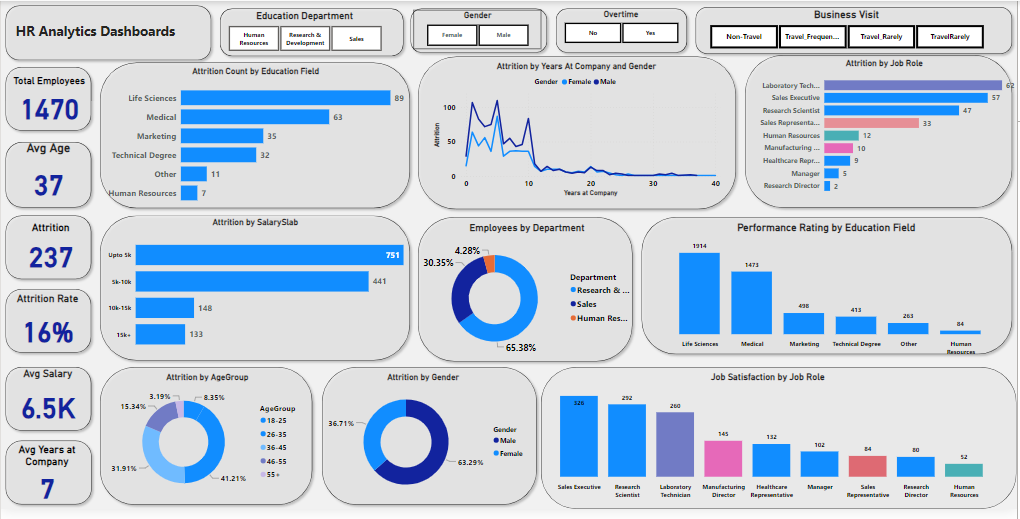 HR Analytics Dashboards
Education Department
Human Resources
Research & Development
Sales
Gender
Female
Male
Overtime
No
Yes
Business Visit
Non-Travel
Travel_Frequen...
Travel_Rarely
TravelRarely
Total Employees
1470
Avg Age
37
Attrition
237
Attrition Rate
16%
Avg Salary
6.5K
Avg Years at
Company
7
Attrition Count by Education Field
Life Sciences 89
Medical 63
Marketing 35
Technical Degree 32
Other 11
Human Resources 7
Attrition by Years At Company and Gender
Gender Female Male
Attrition
100
50
0
0 10 20 30 40
Years at Company
Attrition by Job Role
Laboratory Tech... 62
Sales Executive 57
Research Scientist 47
Sales Representa... 33
Human Resources 12
Manufacturing ... 10
Healthcare Repr... 9
Manager 5
Research Director 2
Attrition by SalarySlab
Upto 5k 751
5k-10k 441
10k-15k 148
15k+ 133
Employees by Department
4.28%
30.35%
65.38%
Department
Research & ...
Sales
Human Res...
Performance Rating by Education Field
1914 1473 498 413 263 84
Life Sciences Medical Marketing Technical Degree Other Human
Resources
Attrition by AgeGroup
3.19% 8.35%
15.34%
31.91%
41.21%
AgeGroup
18-25
26-35
36-45
46-55
55+
Attrition by Gender
36.71%
63.29%
Gender
Male
Female
Job Satisfaction by Job Role
326 292 260 145 132 102 84 80 52
Sales Executive Research Laboratory Manufacturing Healthcare Manager Sales Research Human
Scientist Technician Director Representative Representative Director Resources